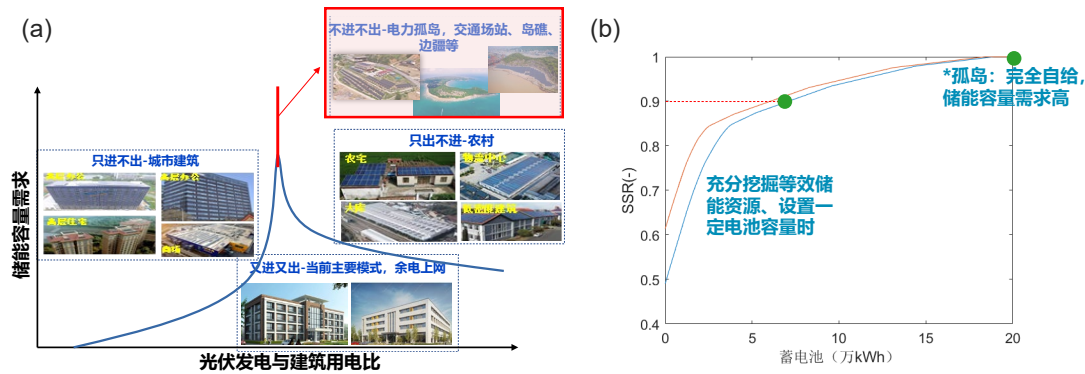 (a)
不进不出-电力孤岛，交通场站、岛礁、
边疆等
只出不进-农村
农宅
物流中心
大棚
低能耗建筑
只进不出-城市建筑
高层办公
高层住宅
商场
又进又出-当前主要模式，余电上网
储能容量需求
光伏发电与建筑用电比
(b)
1
0.9
0.8
0.7
0.6
0.5
0.4
SSR(-)
*孤岛：完全自给，
储能容量需求高
充分挖掘等效储
能资源、设置一
定电池容量时
0
5
10
15
20
蓄电池（万kWh）